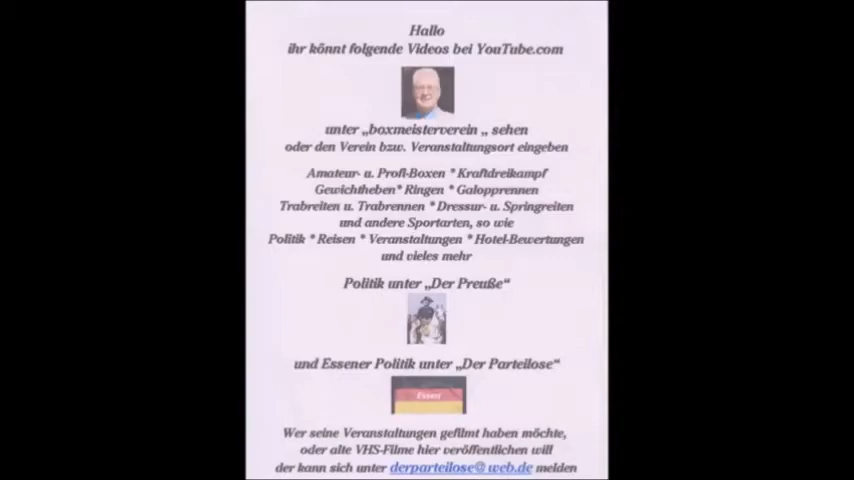 Hallo
ihr könnt folgende Videos bei YouTube.com
unter „boxmeisterverein „ sehen
oder den Verein bzw. Veranstaltungsort eingeben
Amateur- u. Profi-Boxen * Kraftdreikampf
Gewichtheben* Ringen * Galopprennen
Trabreiten u. Trabrennen * Dressur- u. Springreiten
und andere Sportarten, so wie
Politik * Reisen * Veranstaltungen * Hotel-Bewertungen
und vieles mehr
Politik unter „Der Preuße“
und Essener Politik unter „Der Parteilose“
Essen
Wer seine Veranstaltungen gefilmt haben möchte,
oder alte VHS-Filme hier veröffentlichen will
der kann sich unter derparteilose@web.de melden